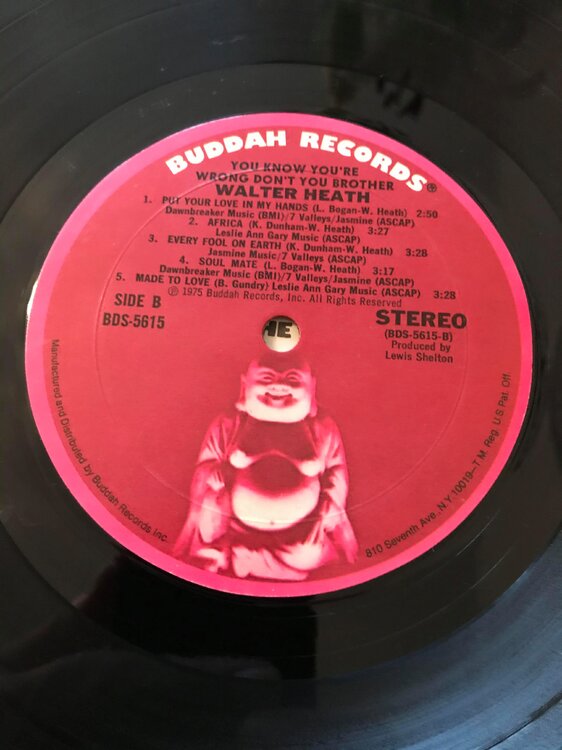 BUDDAH RECORDS®
YOU KNOW YOU'RE
WRONG DON'T YOU BROTHER
WALTER HEATH
1. PUT YOUR LOVE IN MY HANDS (L. Bogan-W. Heath) 2:50
Dawnbreaker Music (BMI)/7 Valleys/Jasmine (ASCAP)
2. AFRICA (K. Dunham-W. Heath) 3:27
Leslie Ann Gary Music (ASCAP)
3. EVERY FOOL ON EARTH (K. Dunham-W. Heath) 3:28
Jasmine Music/7 Valleys (ASCAP)
4. SOUL MATE (L. Bogan-W. Heath) 3:17
Dawnbreaker Music (BMI)/7 Valleys/Jasmine (ASCAP)
5. MADE TO LOVE (B. Gundry) Leslie Ann Gary Music (ASCAP) 3:28
℗ 1975 Buddah Records, Inc. All Rights Reserved
SIDE B
BDS-5615
HE
STEREO
(BDS-5615-B)
Produced by
Lewis Shelton
Manufactured and Distributed by Buddah Records Inc.
810 Seventh Ave., N.Y. 10019—T.M. Reg. U.S. Pat. Off.